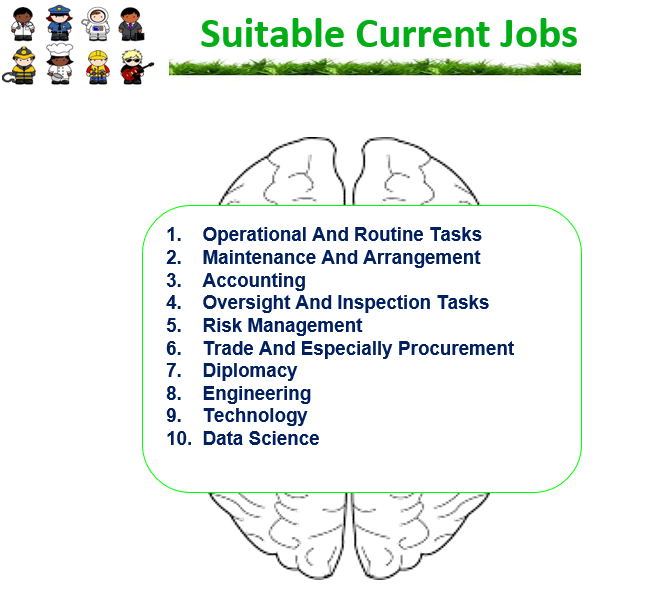 Suitable Current Jobs
1. Operational And Routine Tasks
2. Maintenance And Arrangement
3. Accounting
4. Oversight And Inspection Tasks
5. Risk Management
6. Trade And Especially Procurement
7. Diplomacy
8. Engineering
9. Technology
10. Data Science